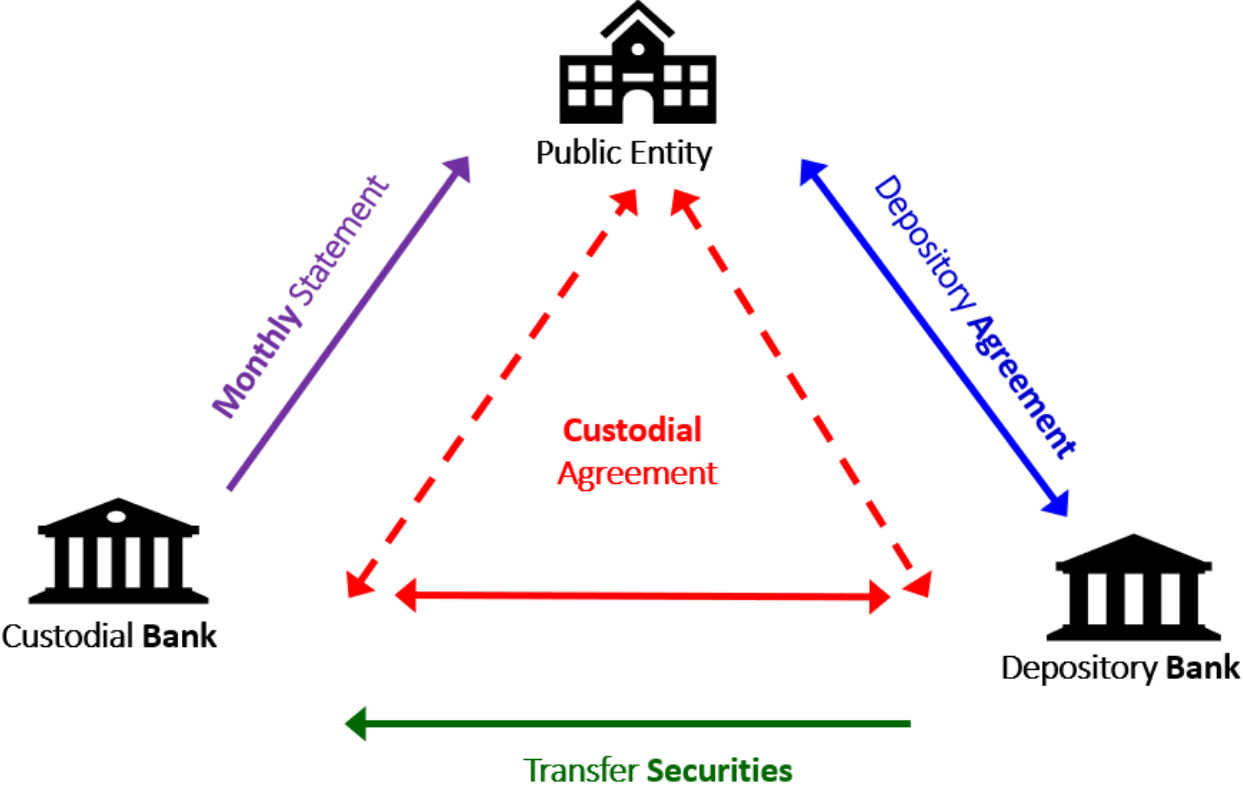 Public Entity
Monthly Statement
Depository Agreement
Custodial
Agreement
Custodial Bank
Depository Bank
Transfer Securities